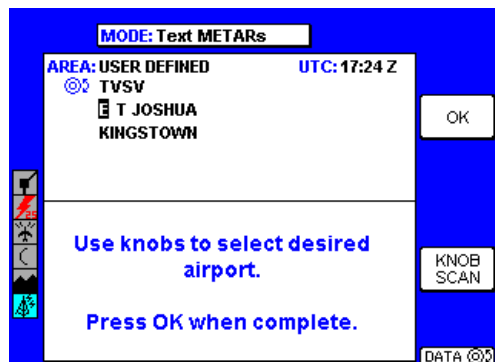 MODE: Text METARs
AREA: USER DEFINED UTC: 17:24 Z
TVSV
E T JOSHUA
KINGSTOWN
OK
25
Use knobs to select desired
airport.
KNOB
SCAN
Press OK when complete.
DATA